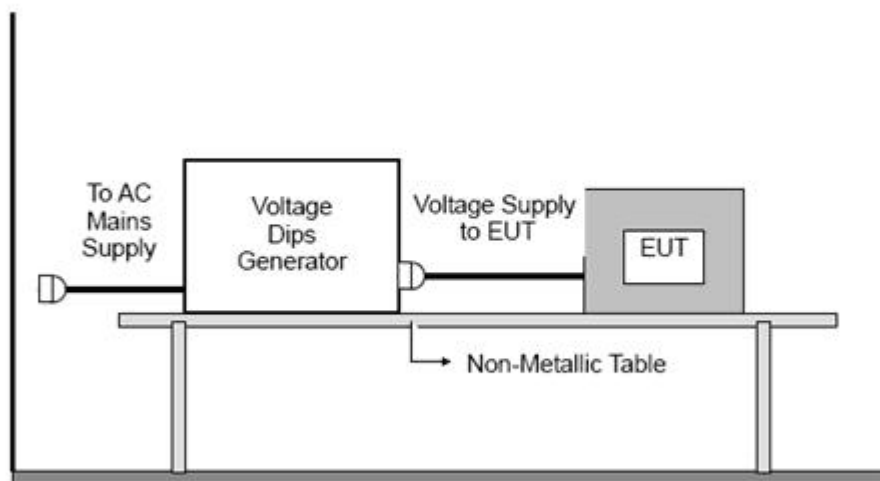 To AC
Mains
Supply
Voltage
Dips
Generator
Voltage Supply
to EUT
EUT
Non-Metallic Table